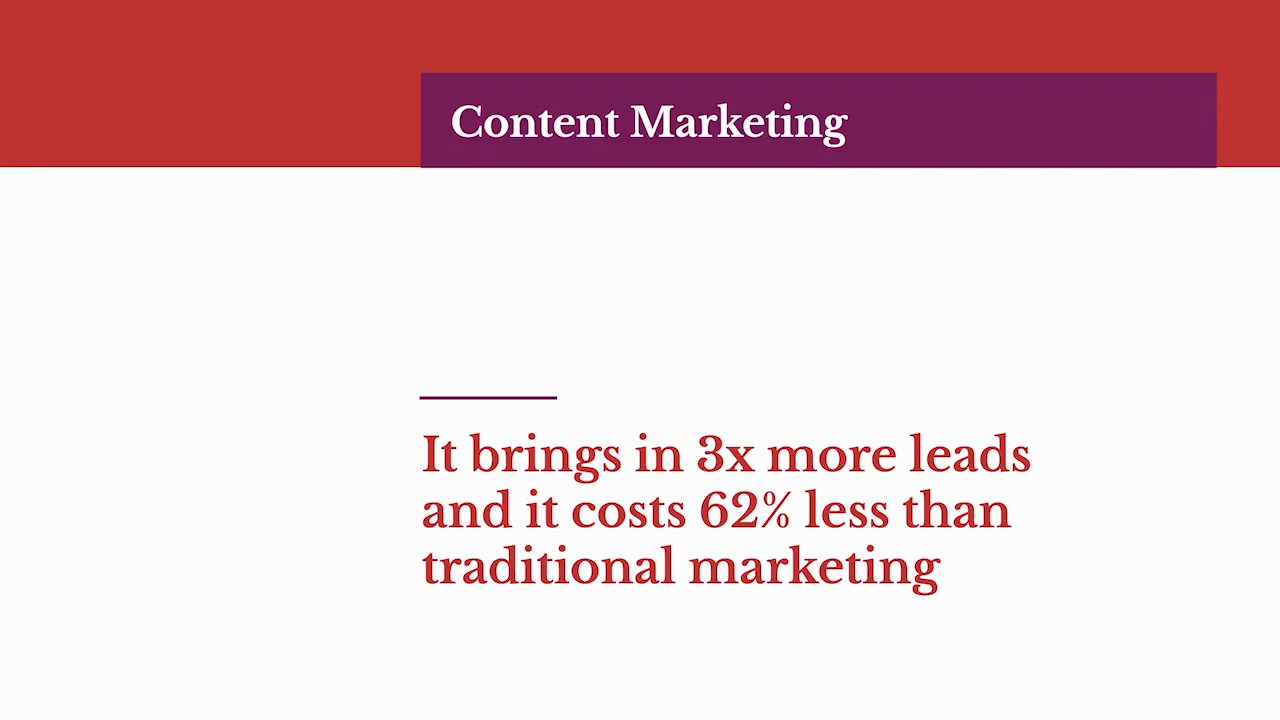 Content Marketing
It brings in 3x more leads
and it costs 62% less than
traditional marketing